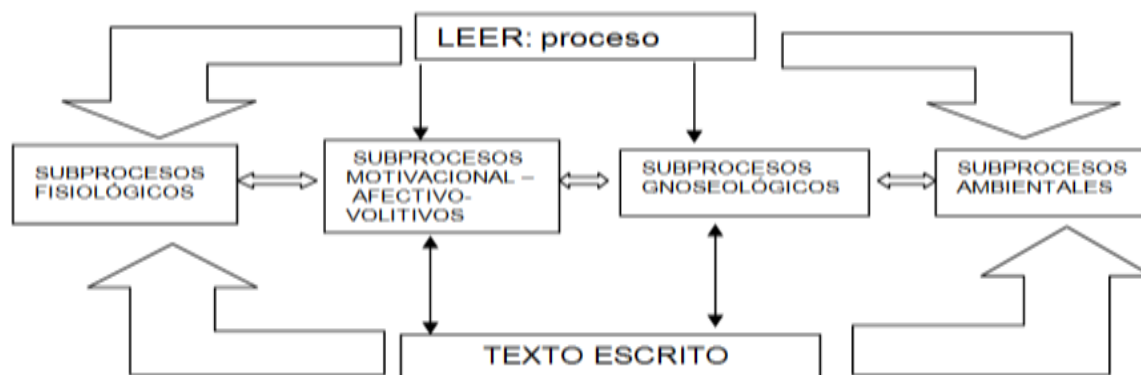 LEER: proceso
SUBPROCESOS
FISIOLÓGICOS
SUBPROCESOS
MOTIVACIONAL –
AFECTIVO-
VOLITIVOS
SUBPROCESOS
GNOSEOLÓGICOS
SUBPROCESOS
AMBIENTALES
TEXTO ESCRITO